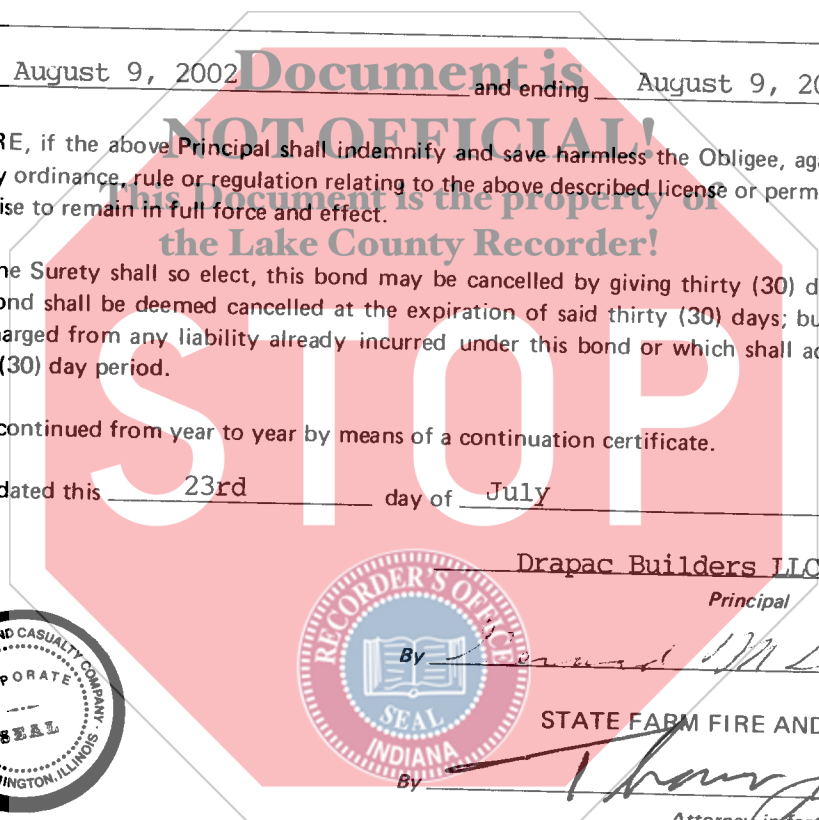 August 9, 2002 and ending August 9, 20
Document is
NOT OFFICIAL!
This Document is the property of
the Lake County Recorder!
RE, if the above Principal shall indemnify and save harmless the Obligee, aga
y ordinance, rule or regulation relating to the above described license or perm
ise to remain in full force and effect.
ne Surety shall so elect, this bond may be cancelled by giving thirty (30) d
ond shall be deemed cancelled at the expiration of said thirty (30) days; bu
arged from any liability already incurred under this bond or which shall ac
(30) day period.
STOP
continued from year to year by means of a continuation certificate.
dated this 23rd day of July
Drapac Builders LLC
Principal
RECORDER'S OFFICE
SEAL
INDIANA
By
ND CASUALTY COMPANY
PORATE
SEAL
INGTON, ILLINOIS
STATE FARM FIRE AND
By
Attorney